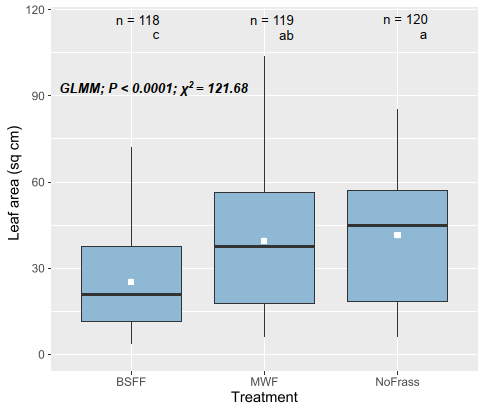 120
n = 118 n = 119 n = 120
c ab a
GLMM; P < 0.0001; χ² = 121.68
90
60
30
0
Leaf area (sq cm)
BSFF MWF NoFrass
Treatment